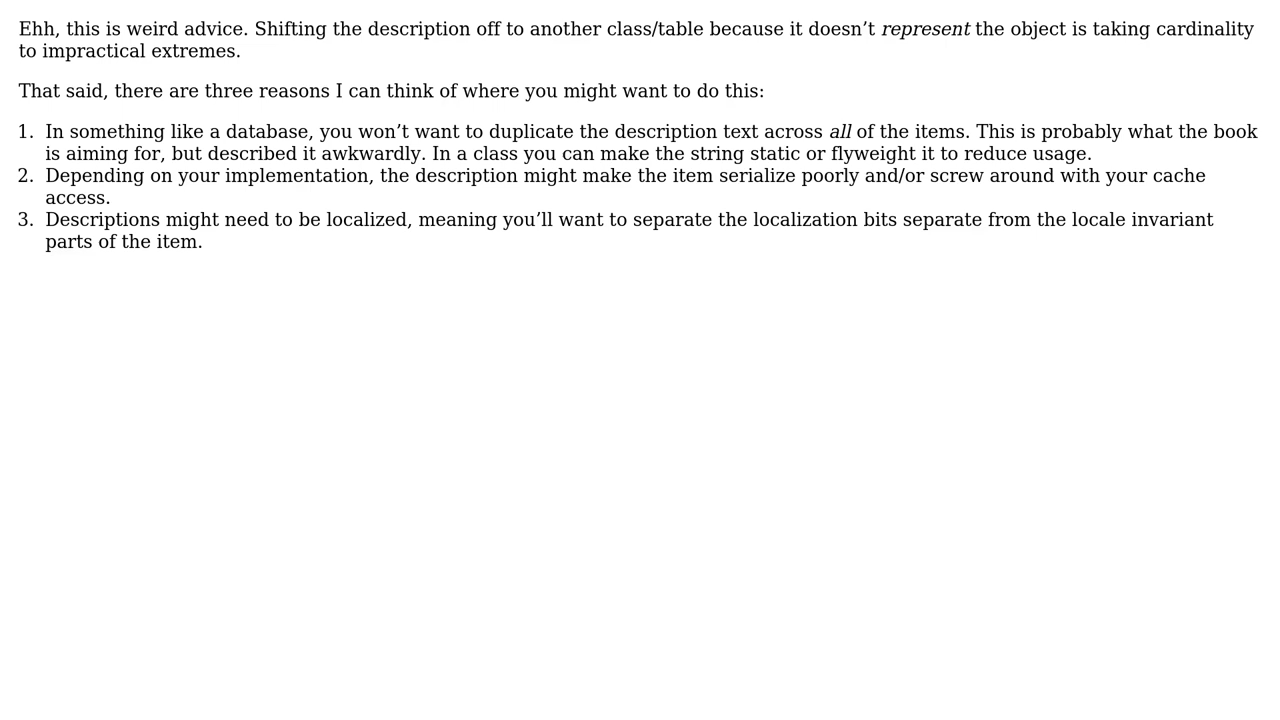 Ehh, this is weird advice. Shifting the description off to another class/table because it doesn’t represent the object is taking cardinality
to impractical extremes.
That said, there are three reasons I can think of where you might want to do this:
1. In something like a database, you won’t want to duplicate the description text across all of the items. This is probably what the book
is aiming for, but described it awkwardly. In a class you can make the string static or flyweight it to reduce usage.
2. Depending on your implementation, the description might make the item serialize poorly and/or screw around with your cache
access.
3. Descriptions might need to be localized, meaning you’ll want to separate the localization bits separate from the locale invariant
parts of the item.